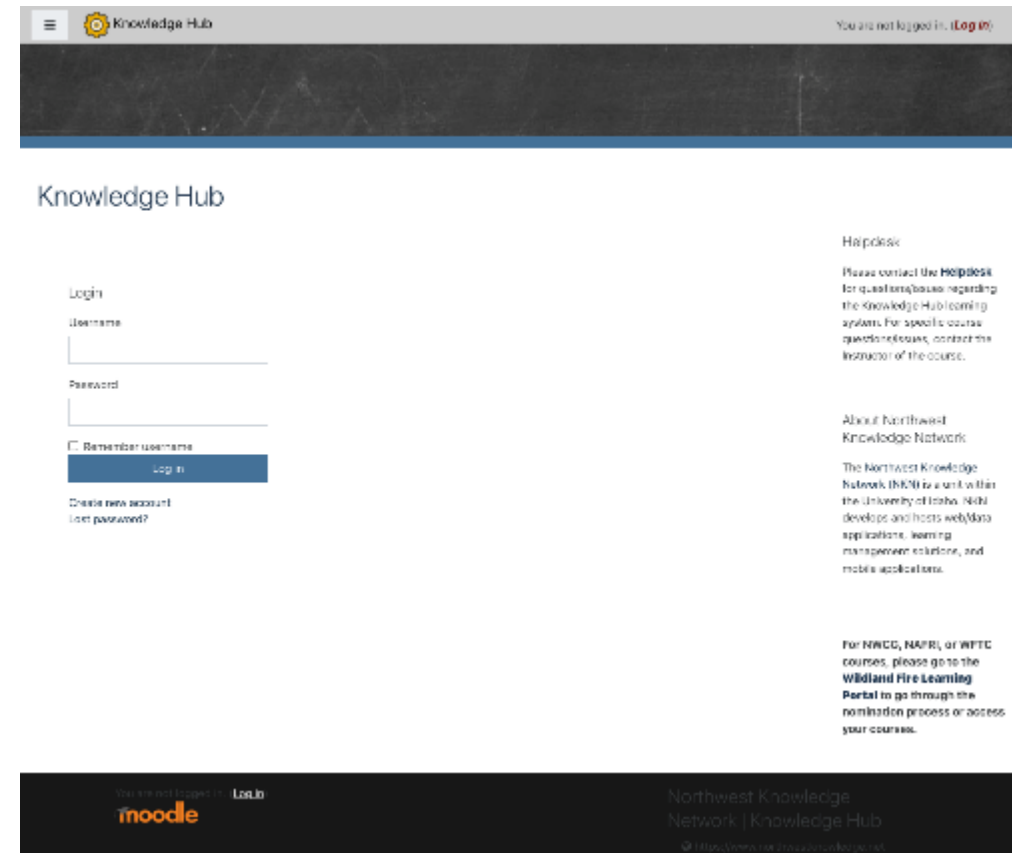 Knowledge Hub
You are not logged in. (Log in)
Knowledge Hub
Login
Username
Password
Remember username
Log in
Create new account
Lost password?
Helpdesk
Please contact the Helpdesk
for questions/issues regarding
the Knowledge Hub learning
system. For specific course
questions/issues, contact the
instructor of the course.
About Northwest
Knowledge Network
The Northwest Knowledge
Network (NKN) is a unit within
the University of Idaho. NKN
develops and hosts web/data
applications, learning
management solutions, and
mobile applications.
For NWCG, NAFRI, or WFTC
courses, please go to the
Wildland Fire Learning
Portal to go through the
nomination process or access
your courses.
You are not logged in. (Log in)
moodle
Northwest Knowledge
Network | Knowledge Hub